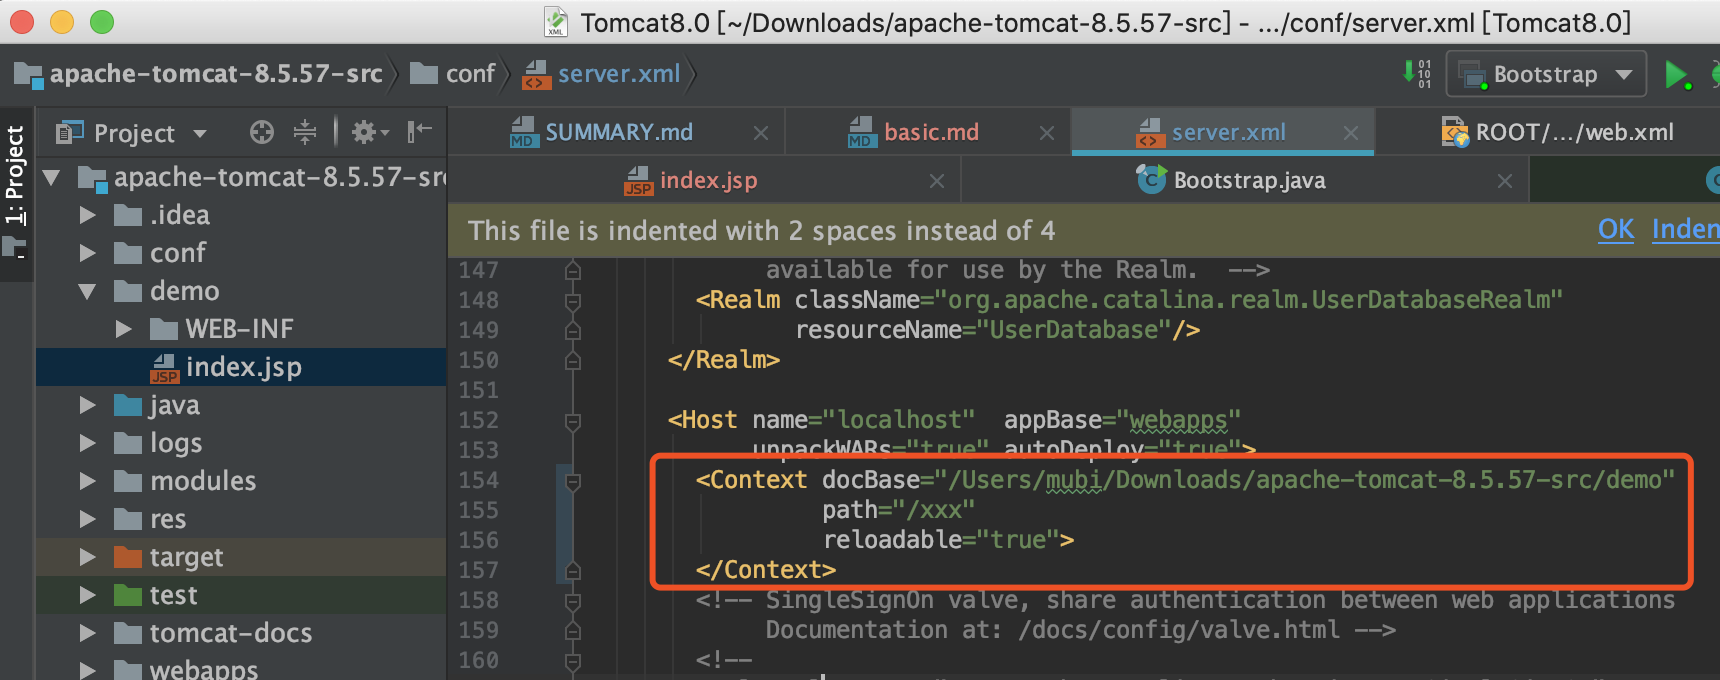 Tomcat8.0 [~/Downloads/apache-tomcat-8.5.57-src] - .../conf/server.xml [Tomcat8.0]
apache-tomcat-8.5.57-src conf server.xml Bootstrap
1: Project
Project
SUMMARY.md basic.md server.xml ROOT/.../web.xml
index.jsp Bootstrap.java
This file is indented with 2 spaces instead of 4 OK Inden
apache-tomcat-8.5.57-sr
.idea
conf
demo
WEB-INF
index.jsp
java
logs
modules
res
target
test
tomcat-docs
webapps
147 available for use by the Realm. -->
148 <Realm className="org.apache.catalina.realm.UserDatabaseRealm"
149 resourceName="UserDatabase"/>
150 </Realm>
151
152 <Host name="localhost" appBase="webapps"
153 unpackWARs="true" autoDeploy="true">
154 <Context docBase="/Users/mubi/Downloads/apache-tomcat-8.5.57-src/demo"
155 path="/xxx"
156 reloadable="true">
157 </Context>
158 <!-- SingleSignOn valve, share authentication between web applications
159 Documentation at: /docs/config/valve.html -->
160 <!--